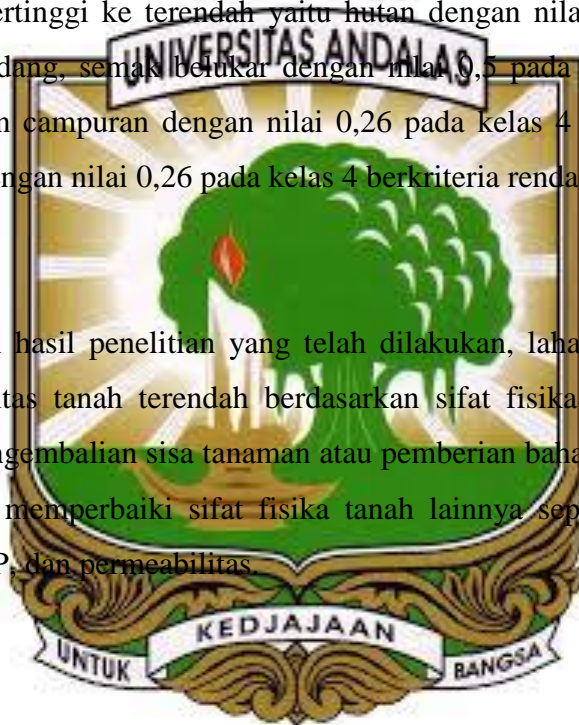 ertinggi ke terendah yaitu hutan dengan nila
UNIVERSITAS ANDALAS
dang, semak belukar dengan nilai 0,5 pada
n campuran dengan nilai 0,26 pada kelas 4
ngan nilai 0,26 pada kelas 4 berkriteria renda
hasil penelitian yang telah dilakukan, laha
tas tanah terendah berdasarkan sifat fisika
ngembalian sisa tanaman atau pemberian baha
memperbaiki sifat fisika tanah lainnya sep
P, dan permeabilitas.
KEDJAJAAN
UNTUK BANGSA